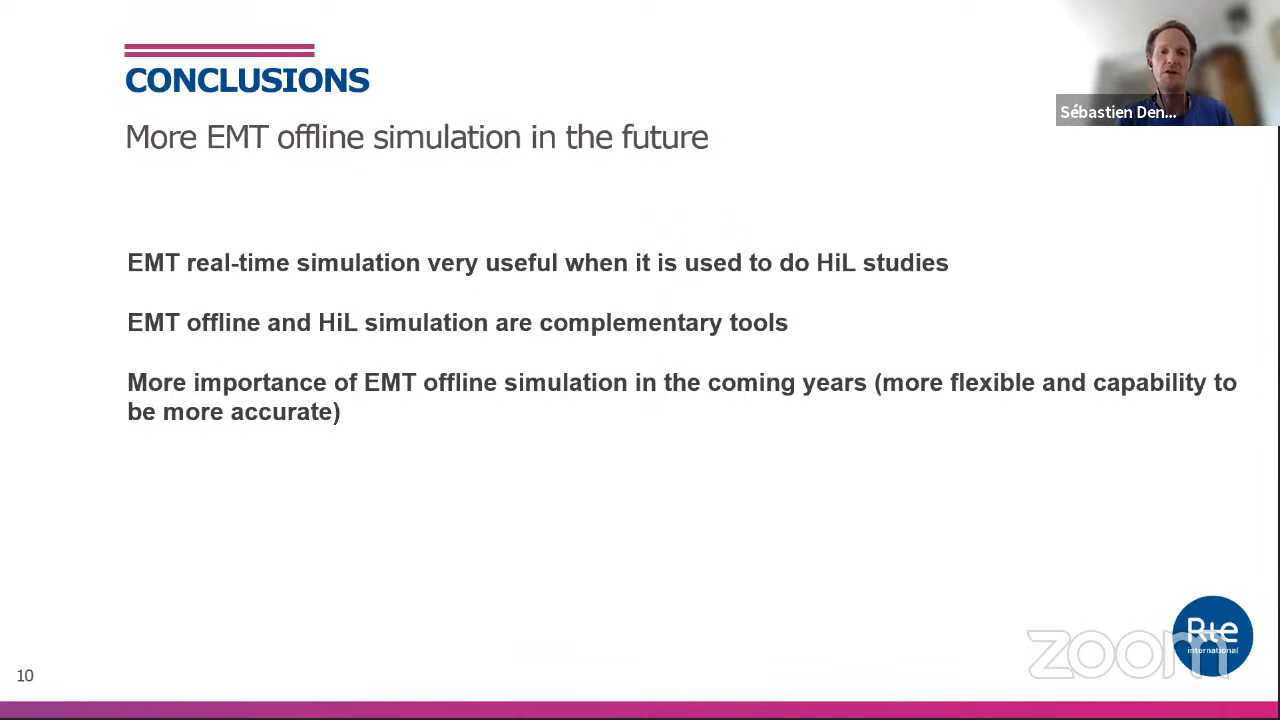 CONCLUSIONS
More EMT offline simulation in the future
Sébastien Den...
EMT real-time simulation very useful when it is used to do HiL studies
EMT offline and HiL simulation are complementary tools
More importance of EMT offline simulation in the coming years (more flexible and capability to
be more accurate)
Rte
international
zoom
10